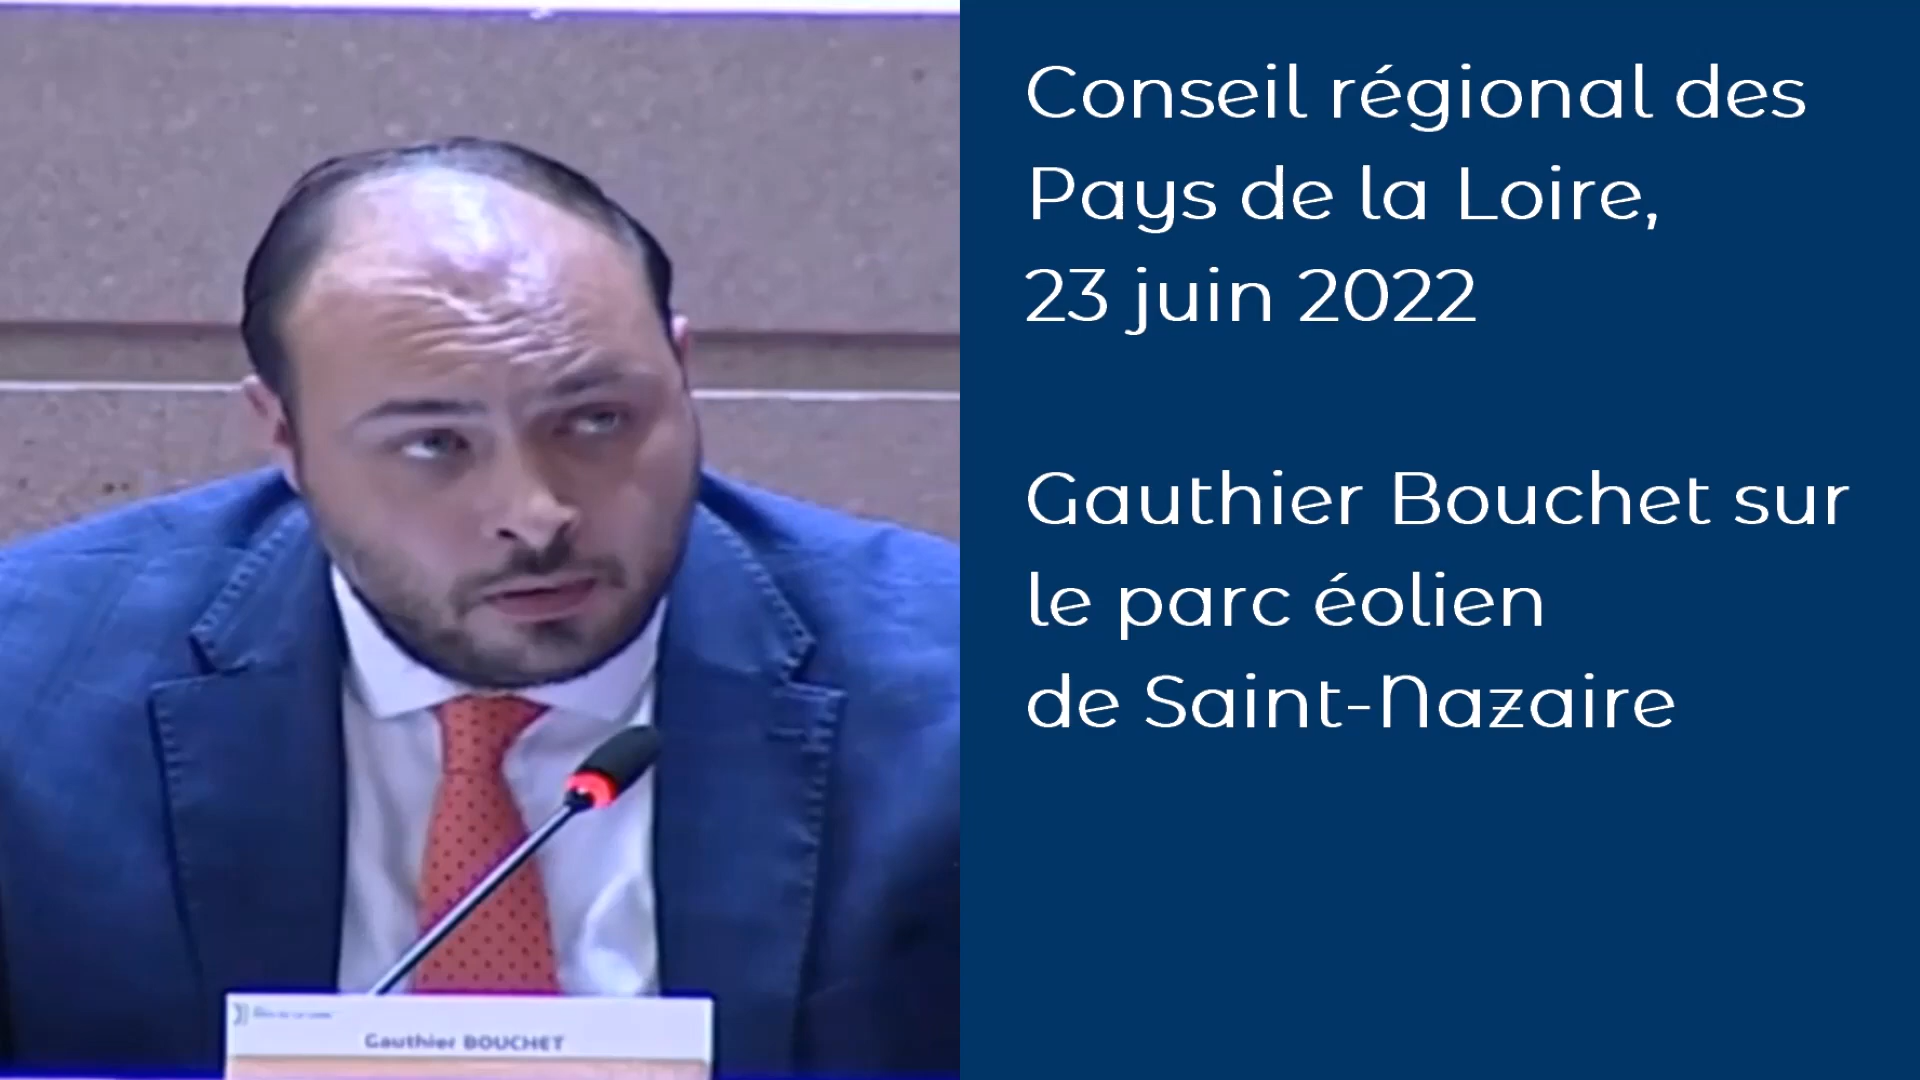 Conseil régional des
Pays de la Loire,
23 juin 2022
Gauthier Bouchet sur
le parc éolien
de Saint-Nazaire
Gauthier BOUCHET